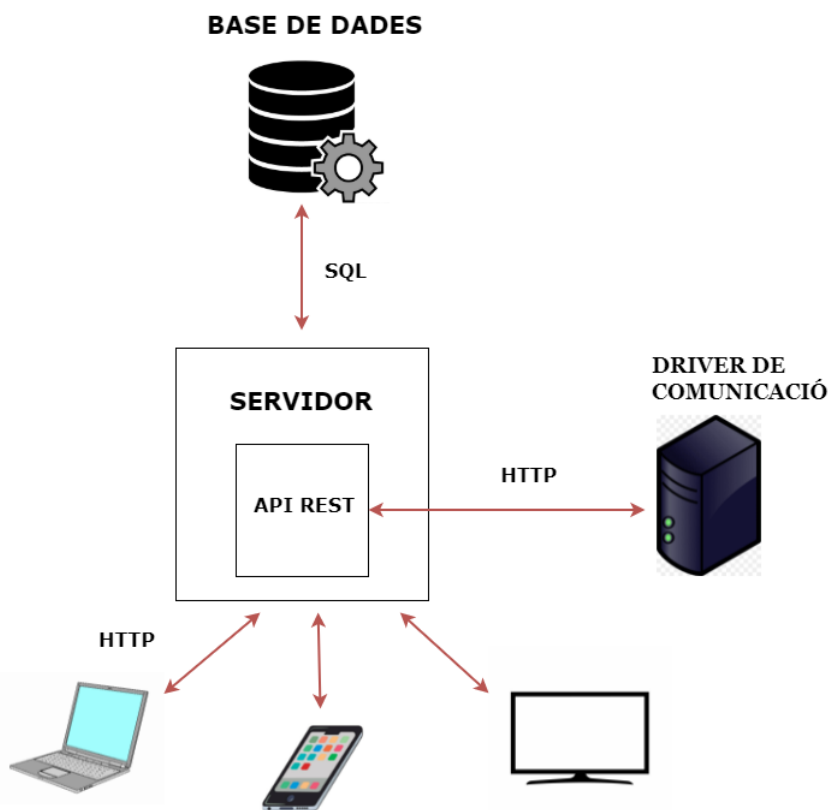 BASE DE DADES
SQL
DRIVER DE
COMUNICACIÓ
SERVIDOR
HTTP
API REST
HTTP